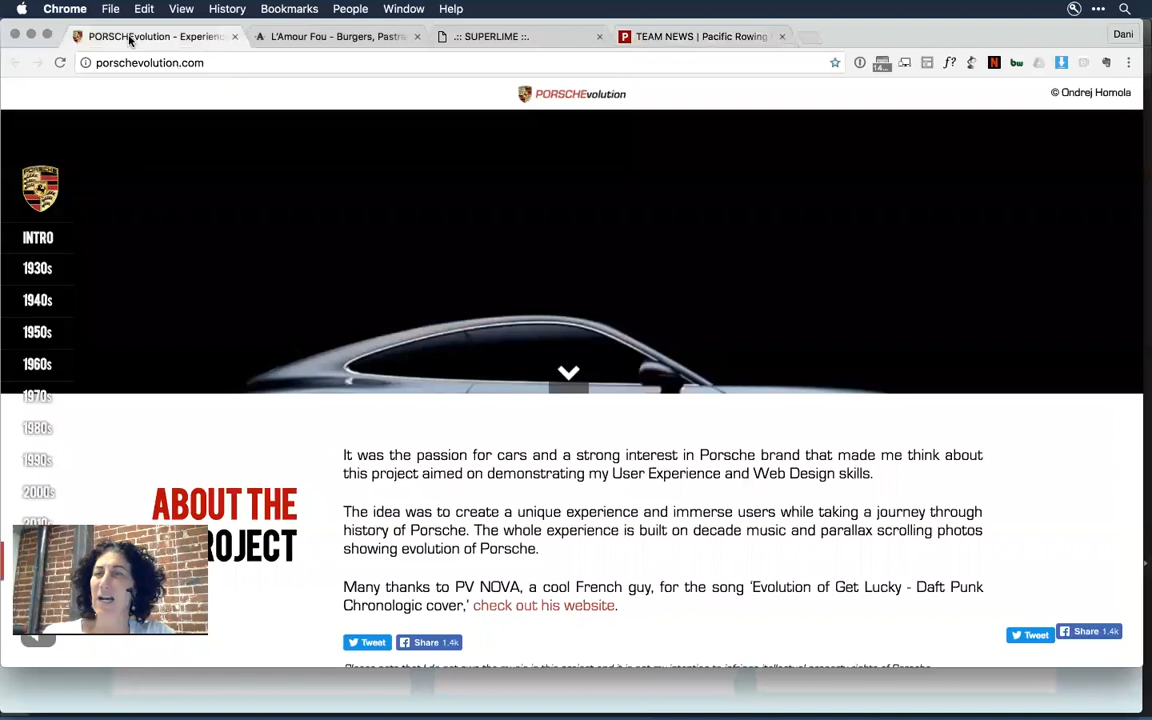 Chrome File Edit View History Bookmarks People Window Help
PORSCHEvolution - Experienc
L'Amour Fou - Burgers, Pastra
.:: SUPERLIME ::.
TEAM NEWS | Pacific Rowing
Dani
porschevolution.com
PORSCHEvolution
© Ondrej Homola
INTRO
1930s
1940s
1950s
1960s
1970s
1980s
1990s
2000s
ABOUT THE
ROJECT
It was the passion for cars and a strong interest in Porsche brand that made me think about
this project aimed on demonstrating my User Experience and Web Design skills.
The idea was to create a unique experience and immerse users while taking a journey through
history of Porsche. The whole experience is built on decade music and parallax scrolling photos
showing evolution of Porsche.
Many thanks to PV NOVA, a cool French guy, for the song 'Evolution of Get Lucky - Daft Punk
Chronologic cover,' check out his website.
Tweet Share 1.4k
Tweet Share 1.4k